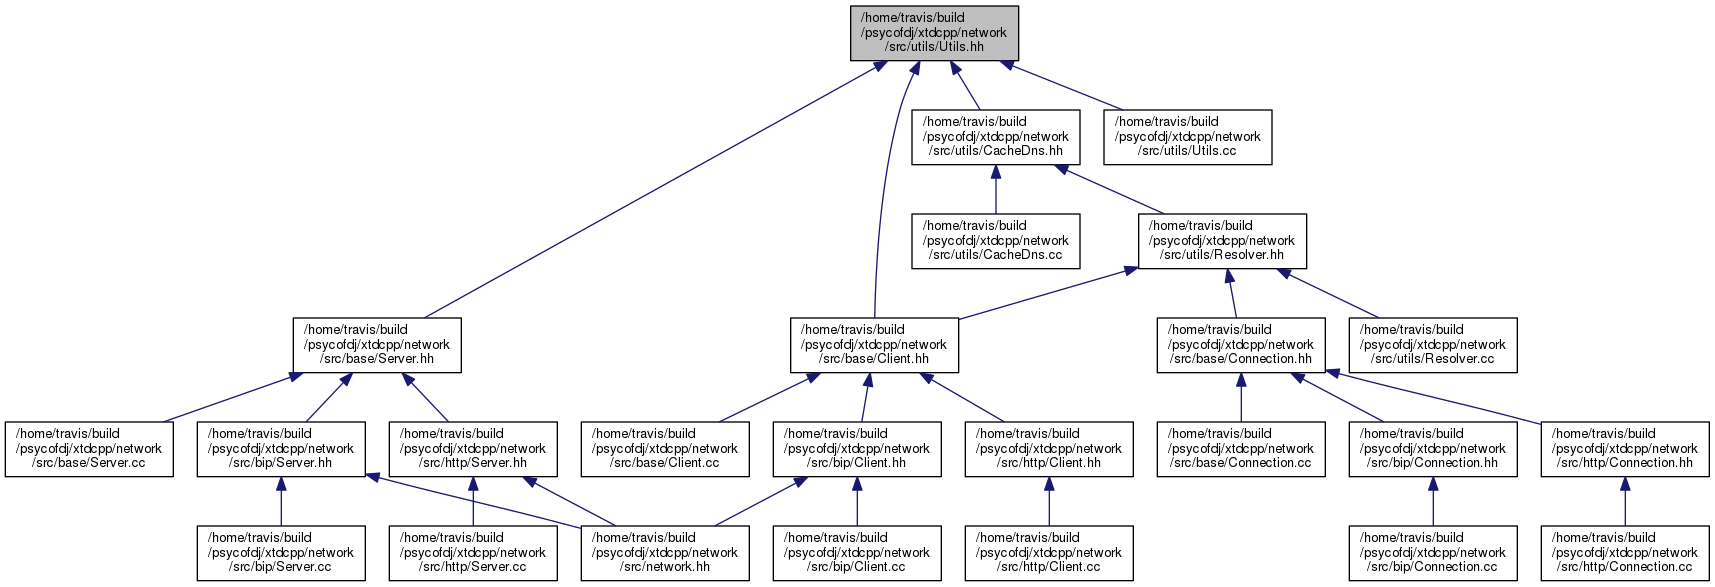 /home/travis/build
/psycofdj/xtdcpp/network
/src/utils/Utils.hh
/home/travis/build
/psycofdj/xtdcpp/network
/src/utils/CacheDns.hh
/home/travis/build
/psycofdj/xtdcpp/network
/src/utils/Utils.cc
/home/travis/build
/psycofdj/xtdcpp/network
/src/utils/CacheDns.cc
/home/travis/build
/psycofdj/xtdcpp/network
/src/utils/Resolver.hh
/home/travis/build
/psycofdj/xtdcpp/network
/src/base/Server.hh
/home/travis/build
/psycofdj/xtdcpp/network
/src/base/Client.hh
/home/travis/build
/psycofdj/xtdcpp/network
/src/base/Connection.hh
/home/travis/build
/psycofdj/xtdcpp/network
/src/utils/Resolver.cc
/home/travis/build
/psycofdj/xtdcpp/network
/src/base/Server.cc
/home/travis/build
/psycofdj/xtdcpp/network
/src/bip/Server.hh
/home/travis/build
/psycofdj/xtdcpp/network
/src/http/Server.hh
/home/travis/build
/psycofdj/xtdcpp/network
/src/base/Client.cc
/home/travis/build
/psycofdj/xtdcpp/network
/src/bip/Client.hh
/home/travis/build
/psycofdj/xtdcpp/network
/src/http/Client.hh
/home/travis/build
/psycofdj/xtdcpp/network
/src/base/Connection.cc
/home/travis/build
/psycofdj/xtdcpp/network
/src/bip/Connection.hh
/home/travis/build
/psycofdj/xtdcpp/network
/src/http/Connection.hh
/home/travis/build
/psycofdj/xtdcpp/network
/src/bip/Server.cc
/home/travis/build
/psycofdj/xtdcpp/network
/src/http/Server.cc
/home/travis/build
/psycofdj/xtdcpp/network
/src/network.hh
/home/travis/build
/psycofdj/xtdcpp/network
/src/bip/Client.cc
/home/travis/build
/psycofdj/xtdcpp/network
/src/http/Client.cc
/home/travis/build
/psycofdj/xtdcpp/network
/src/bip/Connection.cc
/home/travis/build
/psycofdj/xtdcpp/network
/src/http/Connection.cc